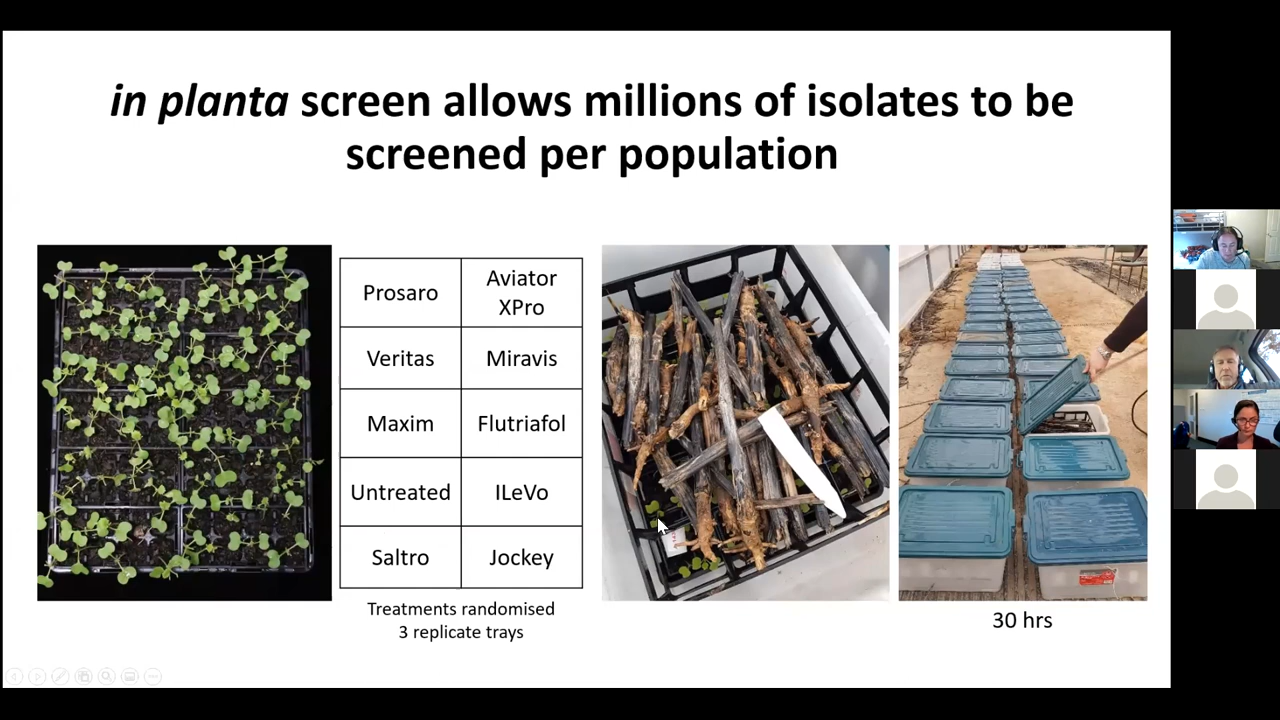 in planta screen allows millions of isolates to be
screened per population
Prosaro
Aviator
XPro
Veritas
Miravis
Maxim
Flutriafol
Untreated
ILeVo
Saltro
Jockey
Treatments randomised
3 replicate trays
30 hrs